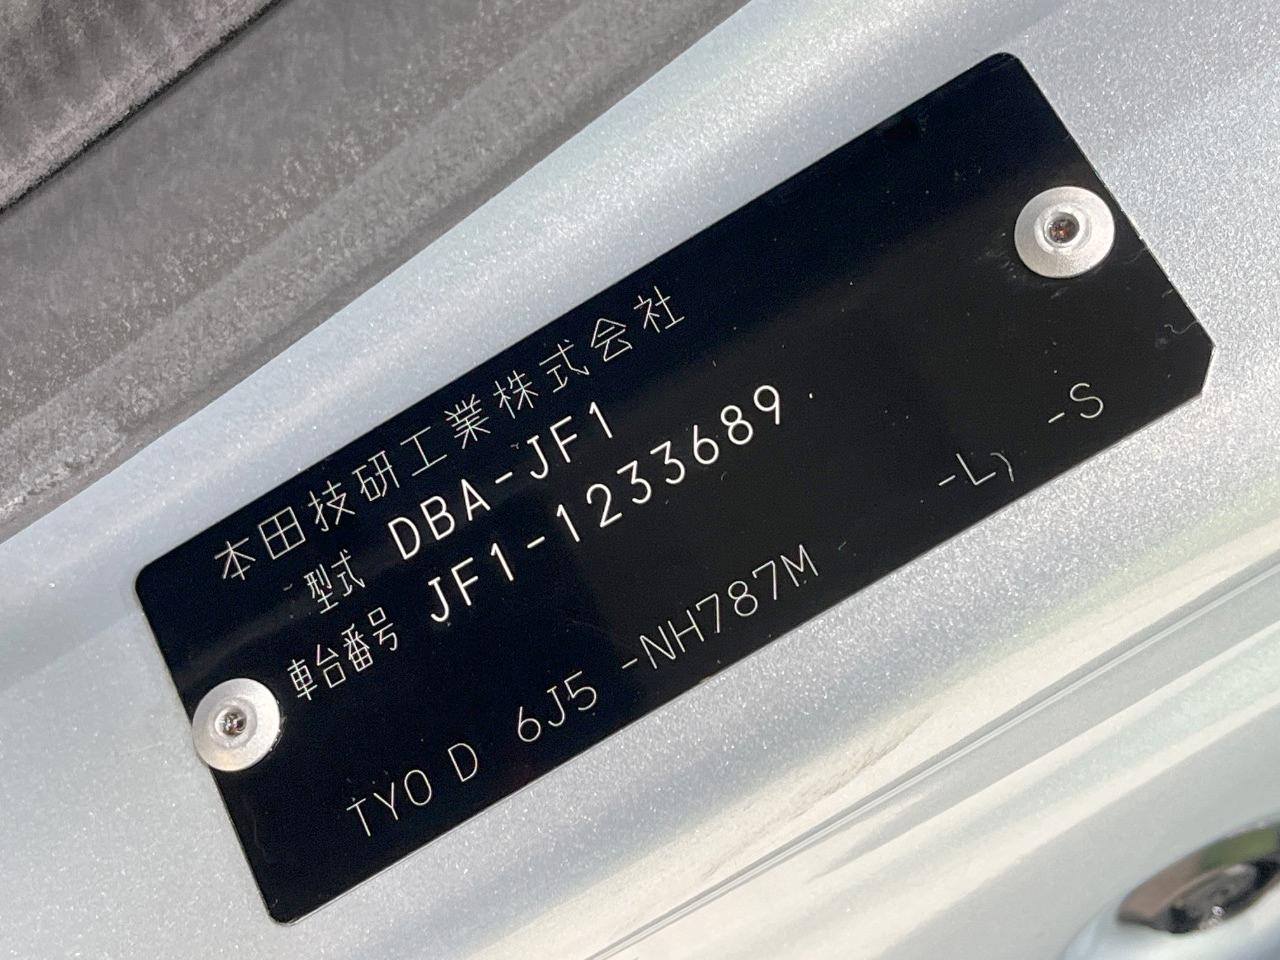 本田技研工業株式会社
型式 DBA-JF1
車台番号 JF1-1233689
TYO D 6J5 -NH787M -L -S